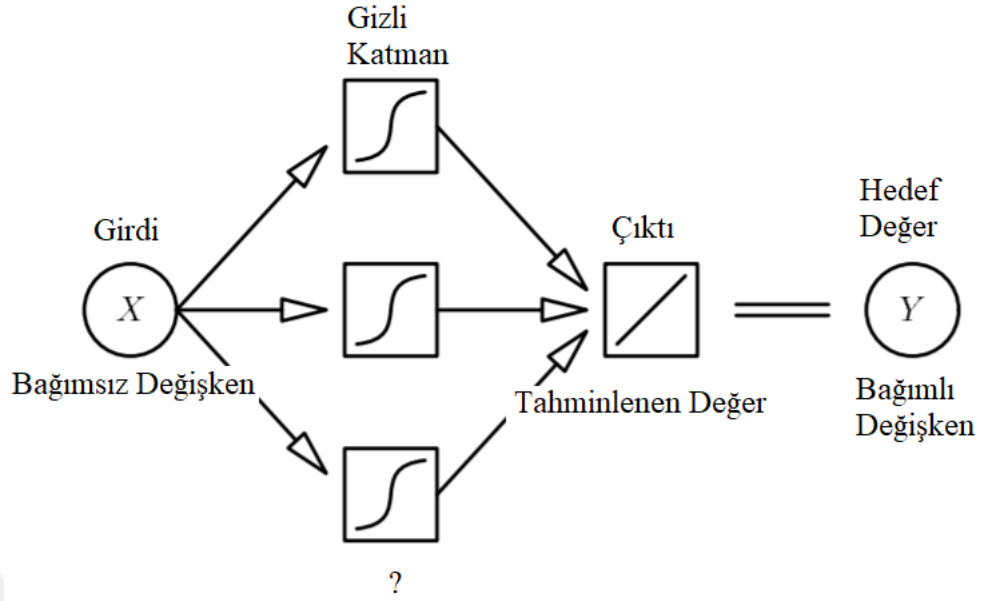 Gizli
Katman
Girdi
X
Bağımsız Değişken
Çıktı
Tahminlenen Değer
Hedef
Değer
Y
Bağımlı
Değişken
?